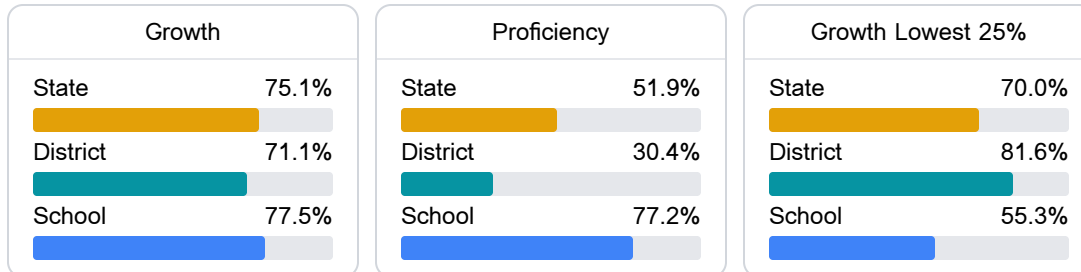 Growth
State 75.1%
District 71.1%
School 77.5%
Proficiency
State 51.9%
District 30.4%
School 77.2%
Growth Lowest 25%
State 70.0%
District 81.6%
School 55.3%